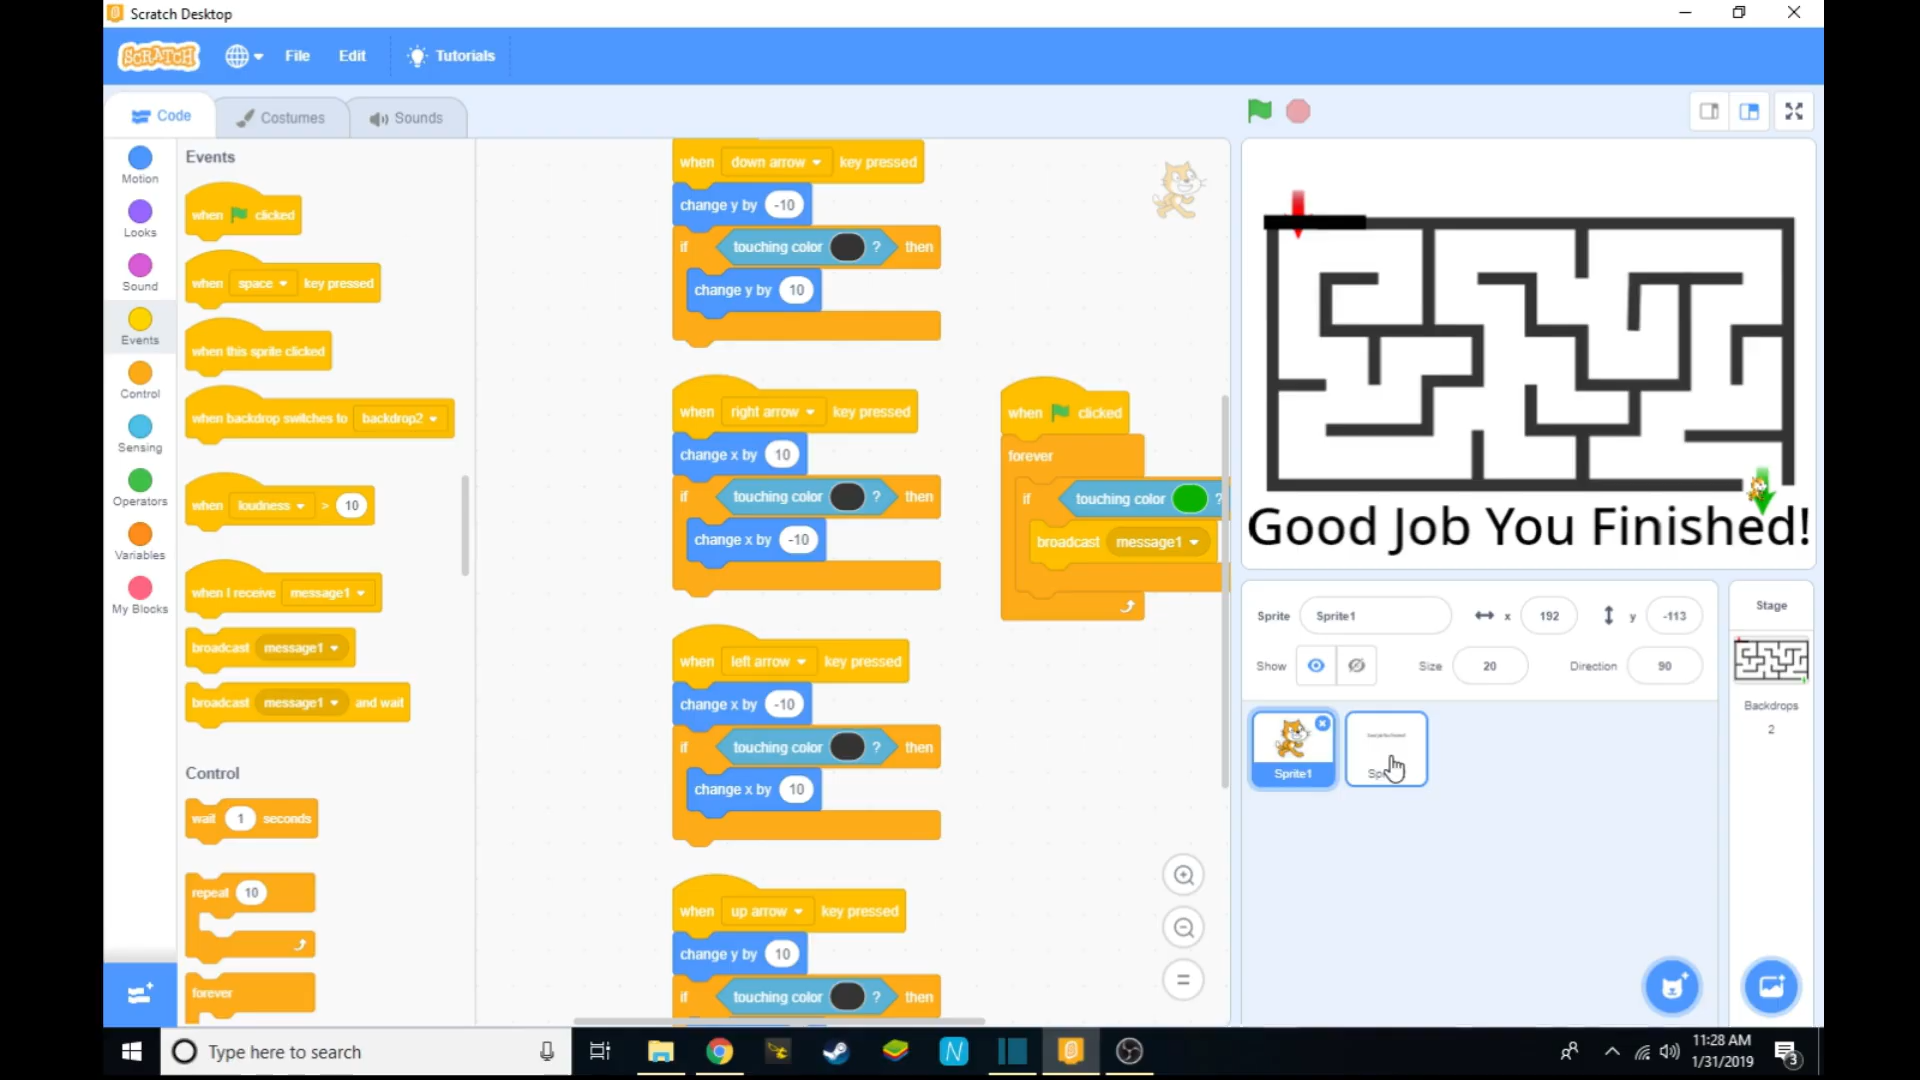 Scratch Desktop
SCRATCH
File
Edit
Tutorials
Code
Costumes
Sounds
Motion
Looks
Sound
Events
Control
Sensing
Operators
Variables
My Blocks
Events
when clicked
when space key pressed
when this sprite clicked
when backdrop switches to backdrop2
when loudness > 10
when I receive message1
broadcast message1
broadcast message1 and wait
Control
wait 1 seconds
repeat 10
forever
when down arrow key pressed
change y by -10
if touching color ? then
change y by 10
when right arrow key pressed
change x by 10
if touching color ? then
change x by -10
when left arrow key pressed
change x by -10
if touching color ? then
change x by 10
when up arrow key pressed
change y by 10
if touching color ? then
when clicked
forever
if touching color ?
broadcast message1
Good Job You Finished!
Sprite Sprite1 x 192 y -113
Show Size 20 Direction 90
Sprite1
Stage
Backdrops
2
Type here to search
11:28 AM
1/31/2019
3